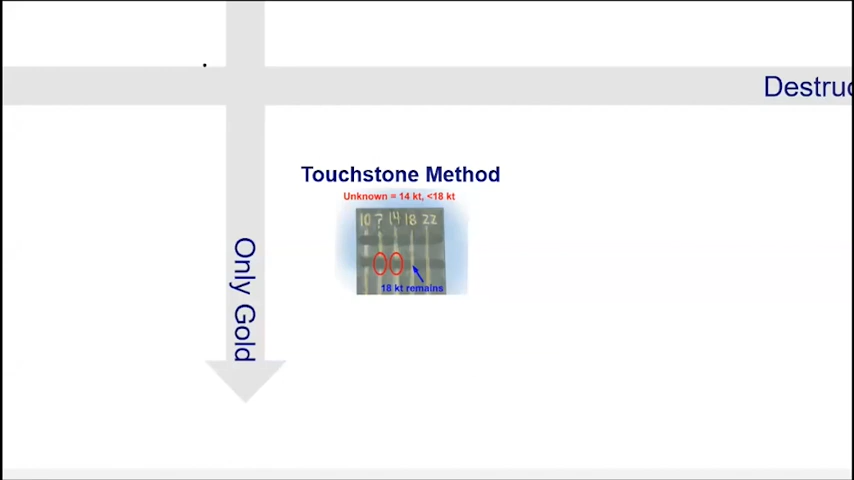 Destruc
Touchstone Method
Unknown = 14 kt, <18 kt
10 ? 14 18 22
18 kt remains
Only Gold